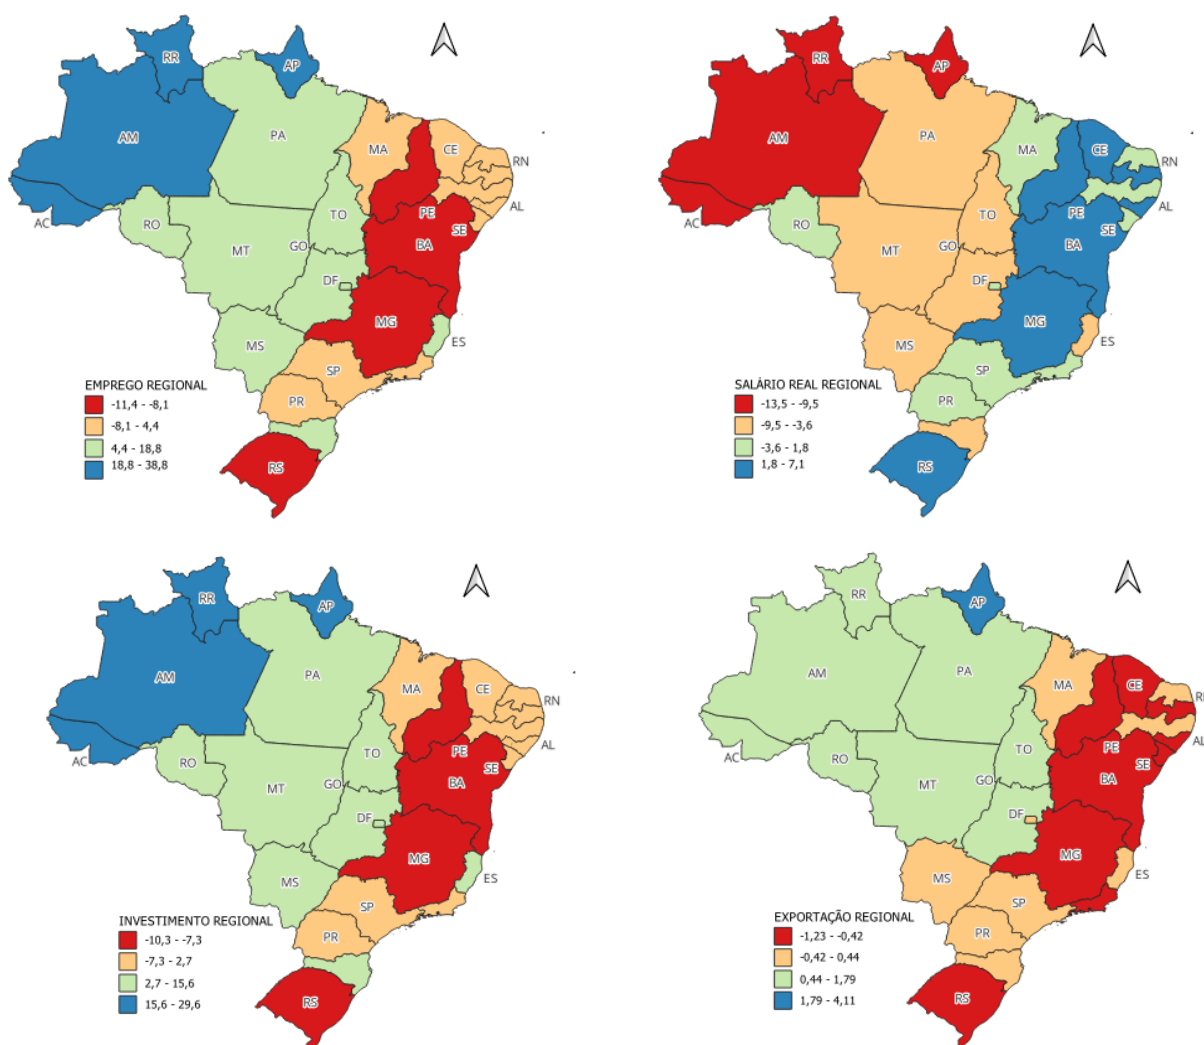 RR
AP
AM
PA
MA
CE
RN
PE
AL
AC
RO
TO
SE
BA
MT
GO
DF
MG
MS
ES
SP
PR
RS
EMPREGO REGIONAL
-11,4 - -8,1
-8,1 - 4,4
4,4 - 18,8
18,8 - 38,8
RR
AP
AM
PA
MA
CE
RN
PE
AL
AC
RO
TO
SE
BA
MT
GO
DF
MG
MS
ES
SP
PR
RS
SALÁRIO REAL REGIONAL
-13,5 - -9,5
-9,5 - -3,6
-3,6 - 1,8
1,8 - 7,1
RR
AP
AM
PA
MA
CE
RN
PE
AL
AC
RO
TO
SE
BA
MT
GO
DF
MG
MS
ES
SP
PR
RS
INVESTIMENTO REGIONAL
-10,3 - -7,3
-7,3 - 2,7
2,7 - 15,6
15,6 - 29,6
RR
AP
AM
PA
MA
CE
PE
AL
AC
RO
TO
SE
BA
MT
GO
DF
MG
MS
ES
SP
PR
RS
EXPORTAÇÃO REGIONAL
-1,23 - -0,42
-0,42 - 0,44
0,44 - 1,79
1,79 - 4,11